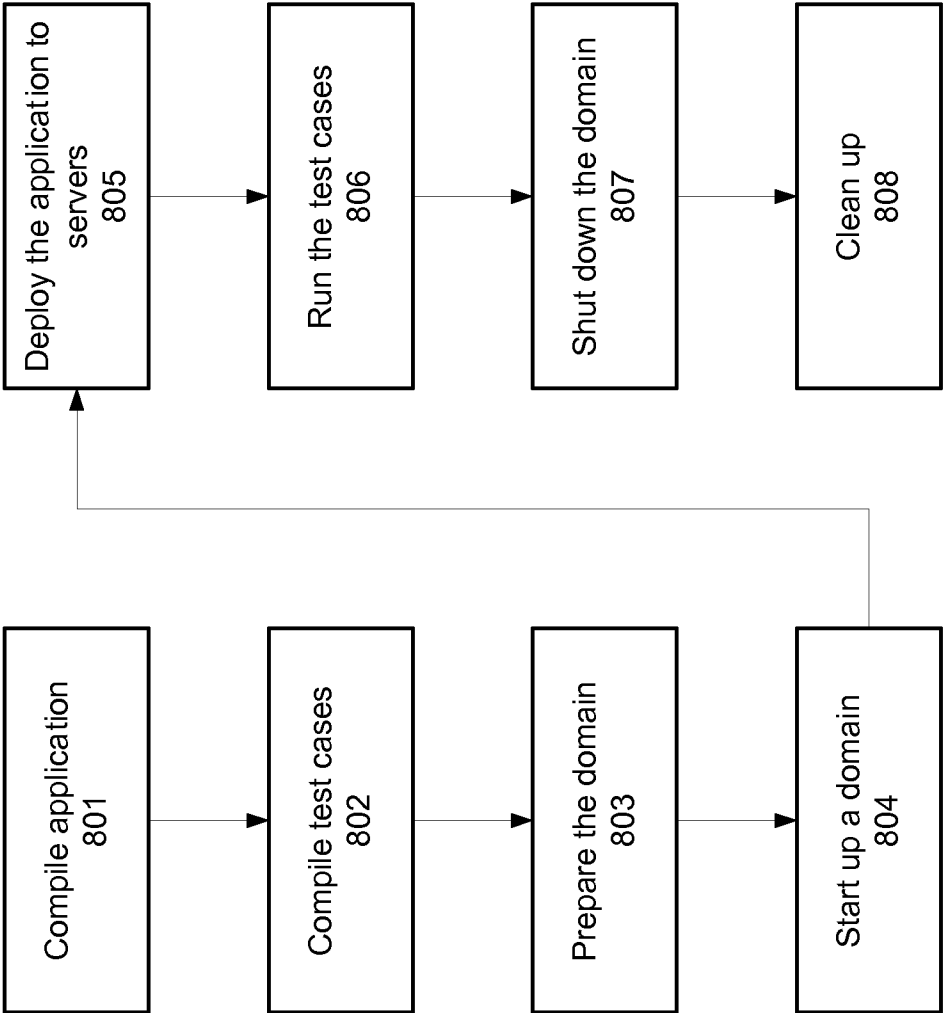 Compile application
801
Compile test cases
802
Prepare the domain
803
Start up a domain
804
Deploy the application to
servers
805
Run the test cases
806
Shut down the domain
807
Clean up
808